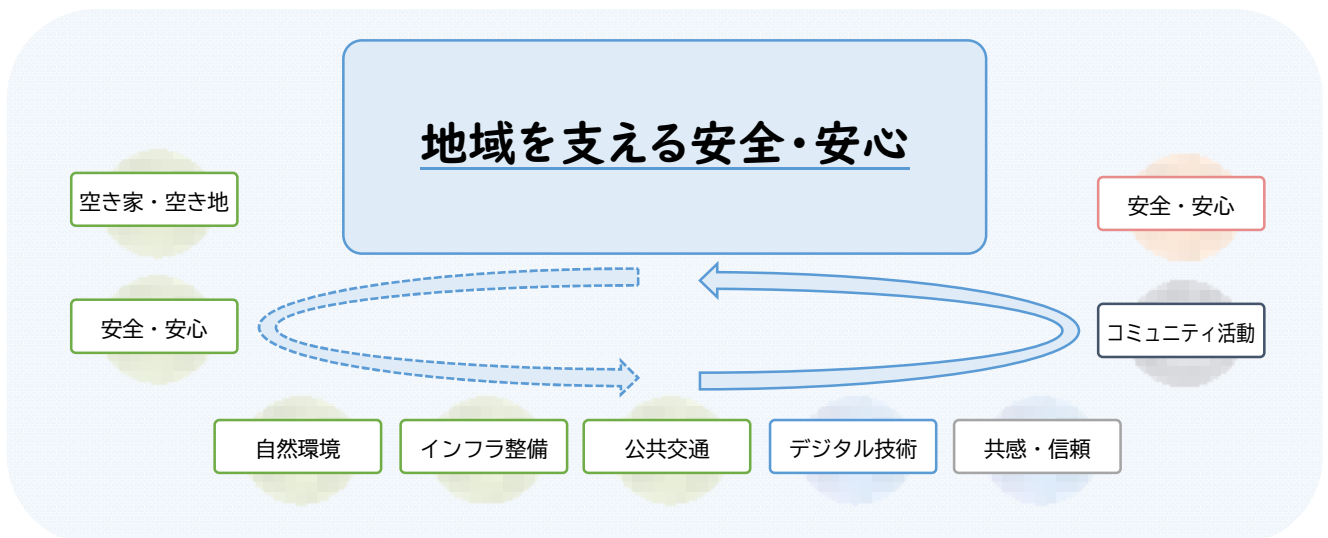 地域を支える安全・安心
空き家・空き地
安全・安心
安全・安心
コミュニティ活動
自然環境
インフラ整備
公共交通
デジタル技術
共感・信頼